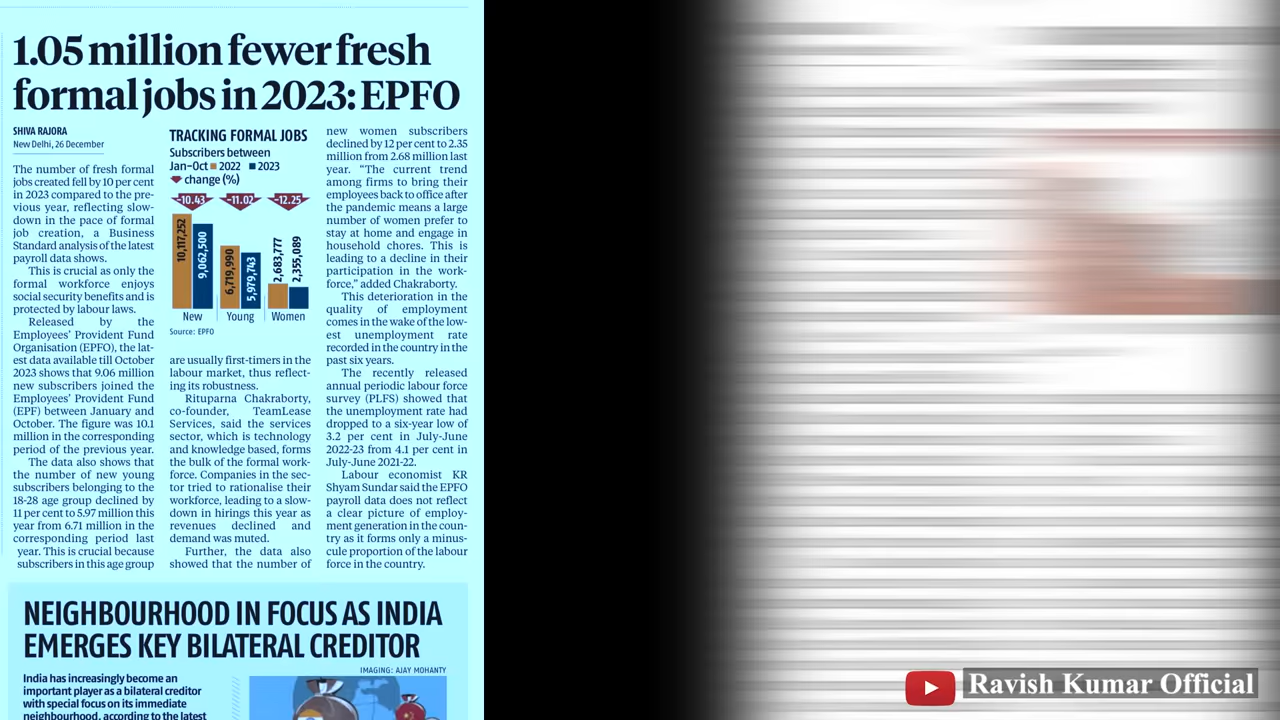 1.05 million fewer fresh
formal jobs in 2023: EPFO
SHIVA RAJORA
New Delhi, 26 December
The number of fresh formal
jobs created fell by 10 per cent
in 2023 compared to the pre-
vious year, reflecting slow-
down in the pace of formal
job creation, a Business
Standard analysis of the latest
payroll data shows.
This is crucial as only the
formal workforce enjoys
social security benefits and is
protected by labour laws.
Released by the
Employees’ Provident Fund
Organisation (EPFO), the lat-
est data available till October
2023 shows that 9.06 million
new subscribers joined the
Employees’ Provident Fund
(EPF) between January and
October. The figure was 10.1
million in the corresponding
period of the previous year.
The data also shows that
the number of new young
subscribers belonging to the
18-28 age group declined by
11 per cent to 5.97 million this
year from 6.71 million in the
corresponding period last
year. This is crucial because
subscribers in this age group
TRACKING FORMAL JOBS
Subscribers between
Jan-Oct 2022 2023
change (%)
-10.43 -11.02 -12.25
10,117,252
9,062,500
6,719,990
5,979,743
2,683,777
2,355,089
New Young Women
Source: EPFO
are usually first-timers in the
labour market, thus reflect-
ing its robustness.
Rituparna Chakraborty,
co-founder, TeamLease
Services, said the services
sector, which is technology
and knowledge based, forms
the bulk of the formal work-
force. Companies in the sec-
tor tried to rationalise their
workforce, leading to a slow-
down in hirings this year as
revenues declined and
demand was muted.
Further, the data also
showed that the number of
new women subscribers
declined by 12 per cent to 2.35
million from 2.68 million last
year. “The current trend
among firms to bring their
employees back to office after
the pandemic means a large
number of women prefer to
stay at home and engage in
household chores. This is
leading to a decline in their
participation in the work-
force,” added Chakraborty.
This deterioration in the
quality of employment
comes in the wake of the low-
est unemployment rate
recorded in the country in the
past six years.
The recently released
annual periodic labour force
survey (PLFS) showed that
the unemployment rate had
dropped to a six-year low of
3.2 per cent in July-June
2022-23 from 4.1 per cent in
July-June 2021-22.
Labour economist KR
Shyam Sundar said the EPFO
payroll data does not reflect
a clear picture of employ-
ment generation in the coun-
try as it forms only a minus-
cule proportion of the labour
force in the country.
NEIGHBOURHOOD IN FOCUS AS INDIA
EMERGES KEY BILATERAL CREDITOR
IMAGING: AJAY MOHANTY
India has increasingly become an
important player as a bilateral creditor
with special focus on its immediate
neighbourhood, according to the latest
Ravish Kumar Official